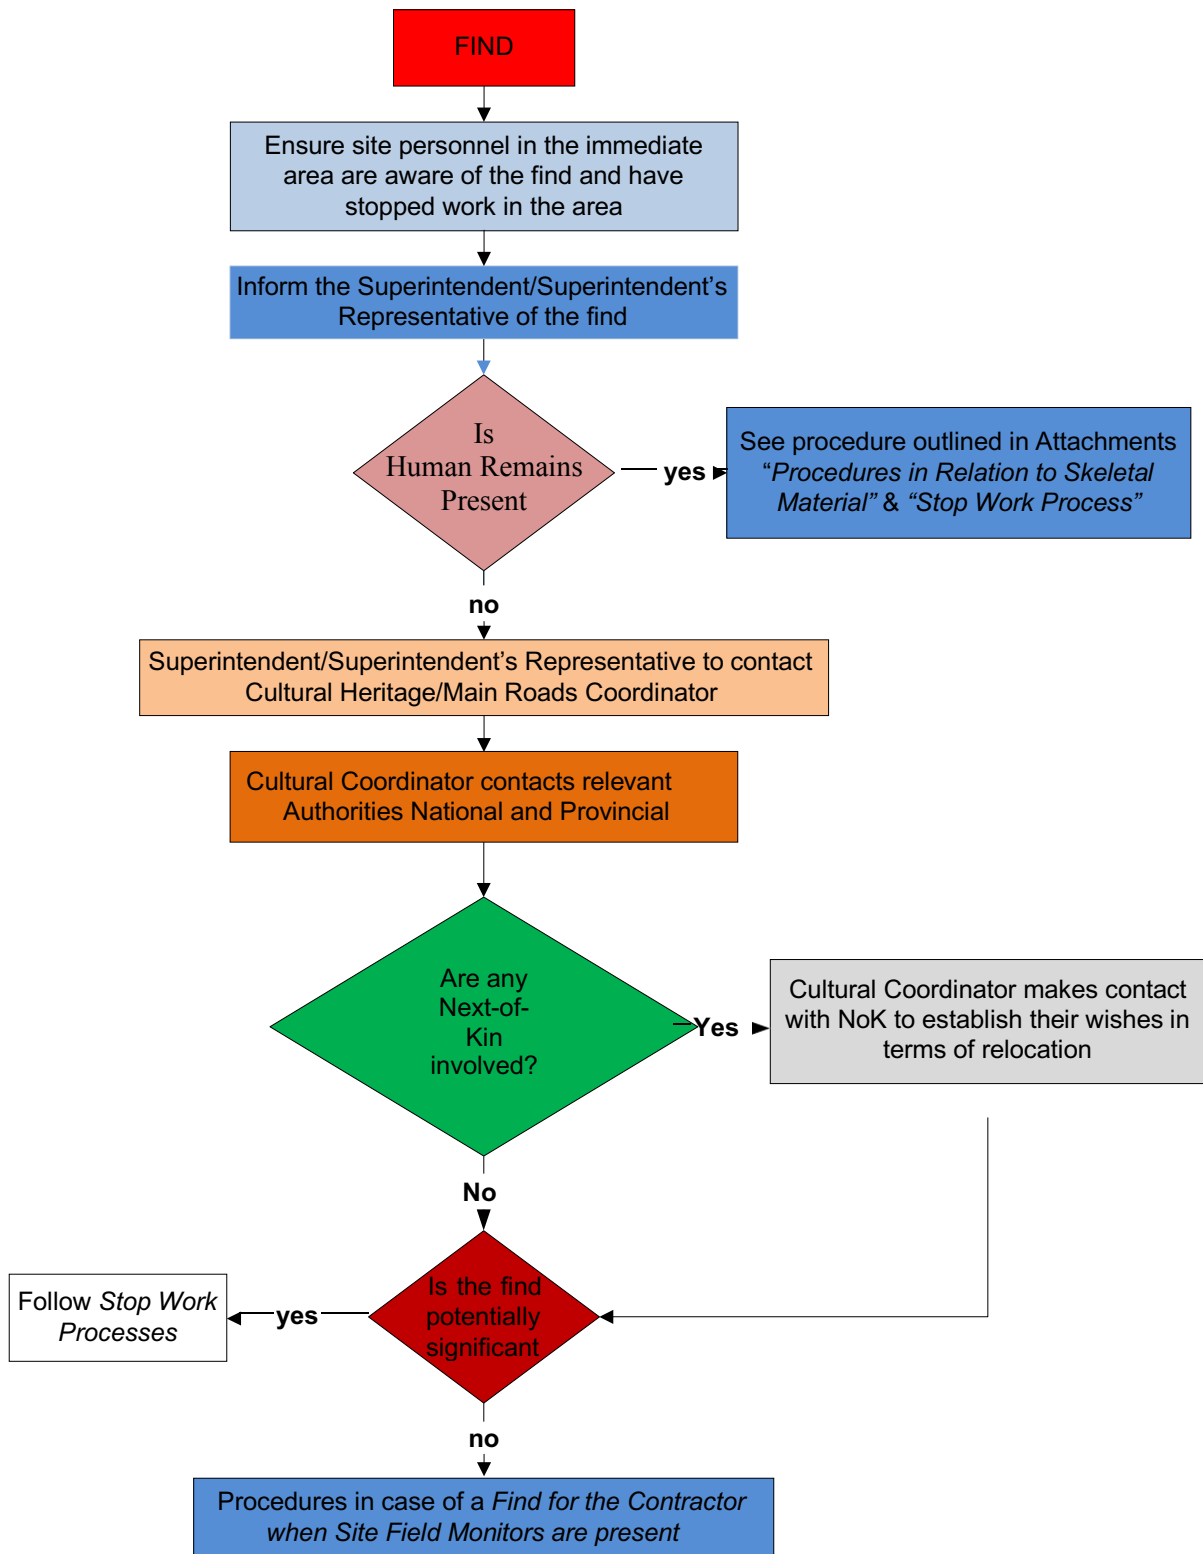 FIND
Ensure site personnel in the immediate
area are aware of the find and have
stopped work in the area
Inform the Superintendent/Superintendent's
Representative of the find
Is
Human Remains
Present
yes
See procedure outlined in Attachments
“Procedures in Relation to Skeletal
Material” & “Stop Work Process”
no
Superintendent/Superintendent's Representative to contact
Cultural Heritage/Main Roads Coordinator
Cultural Coordinator contacts relevant
Authorities National and Provincial
Are any
Next-of-
Kin
involved?
Yes
Cultural Coordinator makes contact
with NoK to establish their wishes in
terms of relocation
No
Is the find
potentially
significant
yes
Follow Stop Work
Processes
no
Procedures in case of a Find for the Contractor
when Site Field Monitors are present